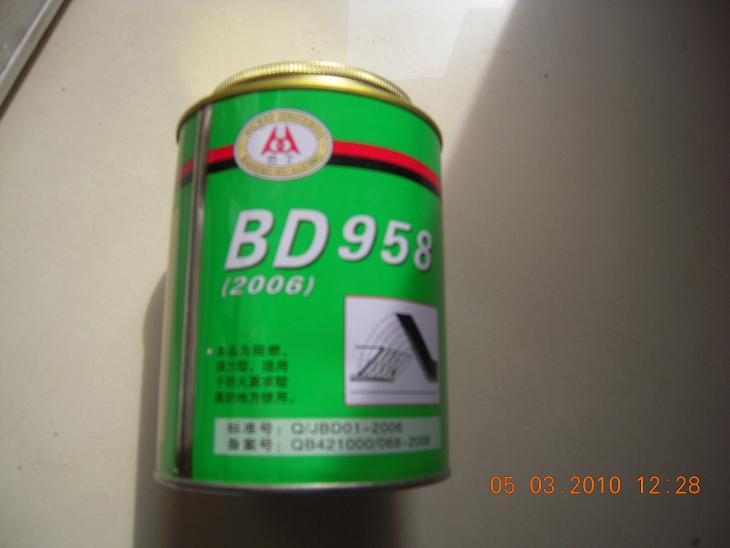 BD958
(2006)
本品为阻燃、
强力型。适用
于防火要求较
高的地方使用。
标准号：Q/JBD01-2006
备案号：QB421000/068-2006
05.03.2010 12:28